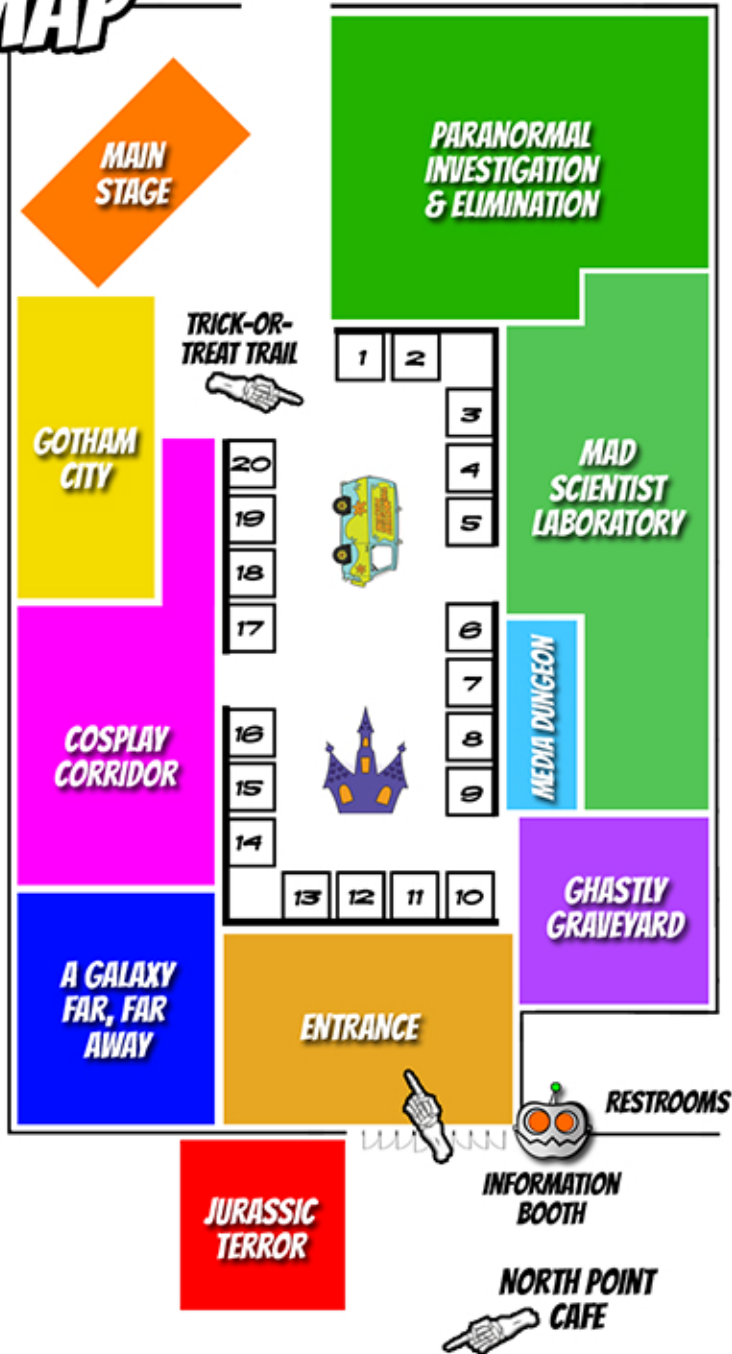 MAP
MAIN
STAGE
PARANORMAL
INVESTIGATION
& ELIMINATION
TRICK-OR-
TREAT TRAIL
1
2
3
4
5
GOTHAM
CITY
20
19
18
17
MAD
SCIENTIST
LABORATORY
6
7
8
9
MEDIA DUNGEON
COSPLAY
CORRIDOR
16
15
14
13
12
11
10
GHASTLY
GRAVEYARD
A GALAXY
FAR, FAR
AWAY
ENTRANCE
RESTROOMS
INFORMATION
BOOTH
JURASSIC
TERROR
NORTH POINT
CAFE